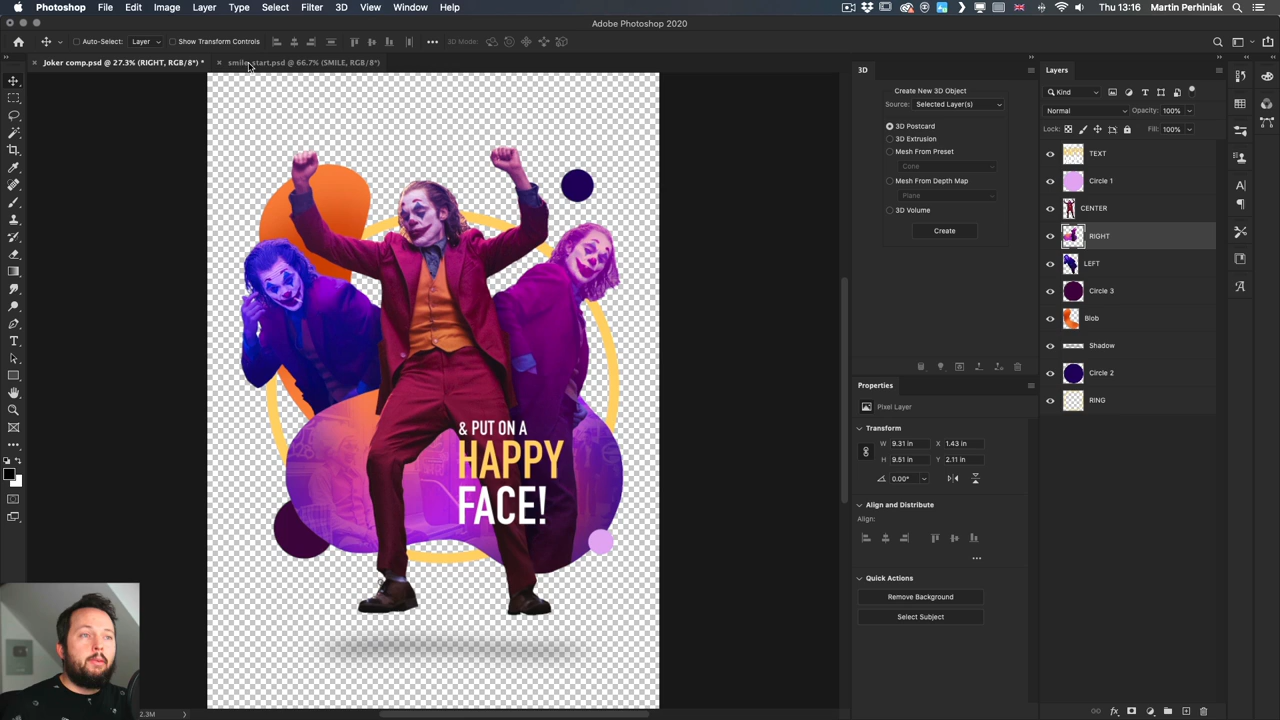 Photoshop File Edit Image Layer Type Select Filter 3D View Window Help Thu 13:16 Martin Perhiniak
Adobe Photoshop 2020
Auto-Select: Layer Show Transform Controls 3D Mode:
Joker comp.psd @ 27.3% (RIGHT, RGB/8*) * smile start.psd @ 66.7% (SMILE, RGB/8*)
3D
Create New 3D Object
Source: Selected Layer(s)
3D Postcard
3D Extrusion
Mesh From Preset
Cone
Mesh From Depth Map
Plane
3D Volume
Create
Properties
Pixel Layer
Transform
W 9.31 in X 1.43 in
H 9.51 in Y 2.11 in
0.00°
Align and Distribute
Align:
Quick Actions
Remove Background
Select Subject
Layers
Kind
Normal Opacity: 100%
Lock: Fill: 100%
TEXT
Circle 1
CENTER
RIGHT
LEFT
Circle 3
Blob
Shadow
Circle 2
RING
& PUT ON A
HAPPY
FACE!
2.3M